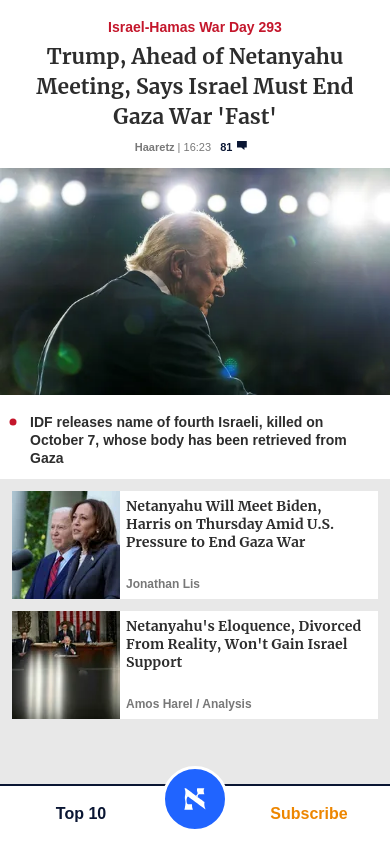 Israel-Hamas War Day 293
Trump, Ahead of Netanyahu
Meeting, Says Israel Must End
Gaza War 'Fast'
Haaretz | 16:23 81
IDF releases name of fourth Israeli, killed on
October 7, whose body has been retrieved from
Gaza
Netanyahu Will Meet Biden,
Harris on Thursday Amid U.S.
Pressure to End Gaza War
Jonathan Lis
Netanyahu's Eloquence, Divorced
From Reality, Won't Gain Israel
Support
Amos Harel / Analysis
Top 10
א
Subscribe